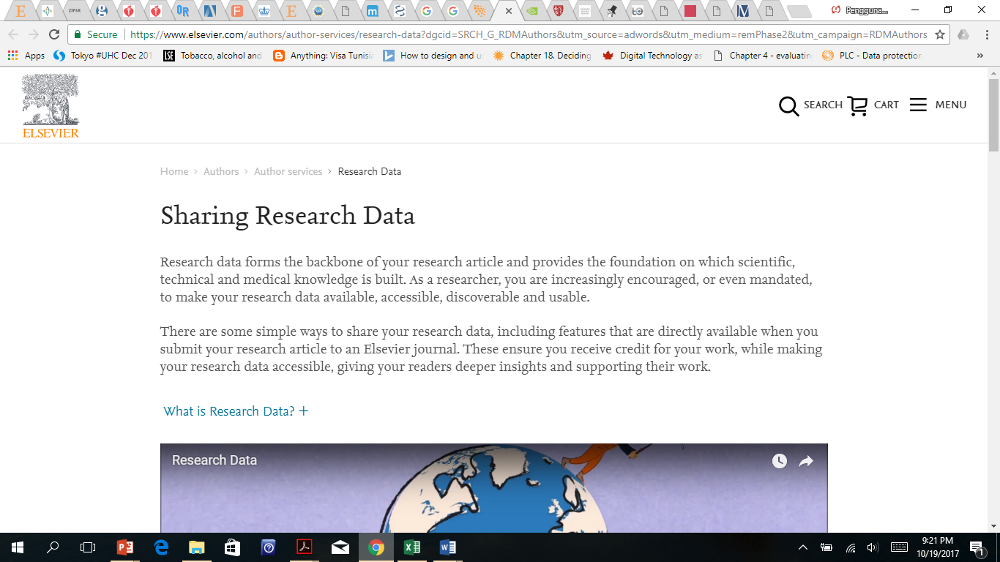 ZIPAR
Pengguna...
Secure
https://www.elsevier.com/authors/author-services/research-data?dgcid=SRCH_G_RDMAuthors&utm_source=adwords&utm_medium=remPhase2&utm_campaign=RDMAuthors
Apps Tokyo #UHC Dec 201 LSE Tobacco, alcohol and Anything: Visa Tunisia How to design and us Chapter 18. Deciding Digital Technology as Chapter 4 - evaluatin PLC - Data protection »
ELSEVIER
SEARCH CART MENU
Home > Authors > Author services > Research Data
Sharing Research Data
Research data forms the backbone of your research article and provides the foundation on which scientific,
technical and medical knowledge is built. As a researcher, you are increasingly encouraged, or even mandated,
to make your research data available, accessible, discoverable and usable.
There are some simple ways to share your research data, including features that are directly available when you
submit your research article to an Elsevier journal. These ensure you receive credit for your work, while making
your research data accessible, giving your readers deeper insights and supporting their work.
What is Research Data? +
Research Data
9:21 PM
10/19/2017
1